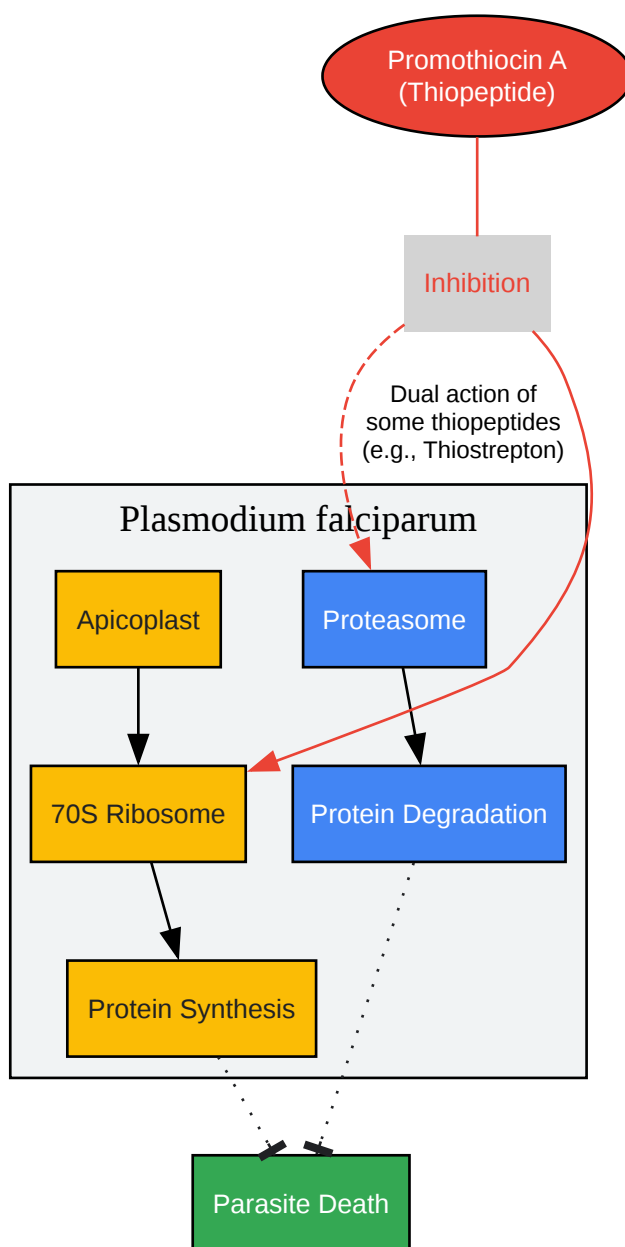 Promothiocin A
(Thiopeptide)
Inhibition
Dual action of
some thiopeptides
(e.g., Thiostrepton)
Plasmodium falciparum
Apicoplast
Proteasome
70S Ribosome
Protein Degradation
Protein Synthesis
Parasite Death